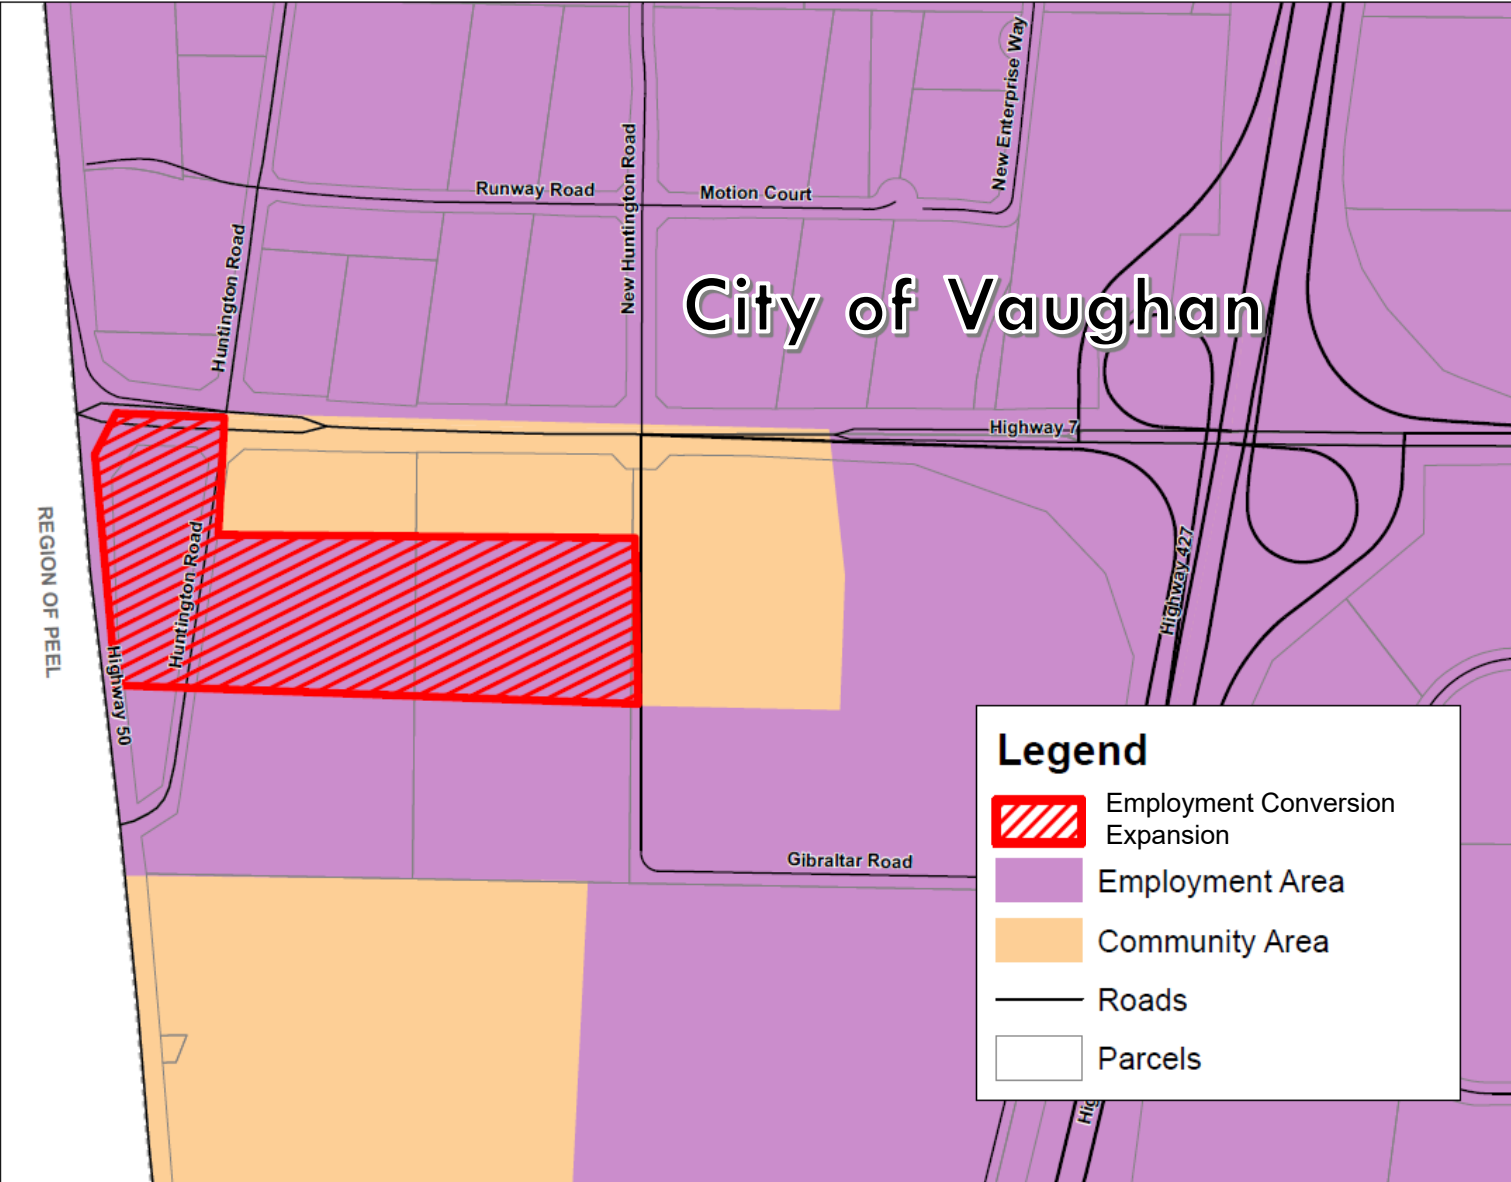 New Enterprise Way
New Huntington Road
Runway Road
Motion Court
Huntington Road
City of Vaughan
Highway 7
REGION OF PEEL
Huntington Road
Highway 427
Highway 50
Legend
Employment Conversion
Expansion
Gibraltar Road
Employment Area
Community Area
Roads
Parcels
Hig